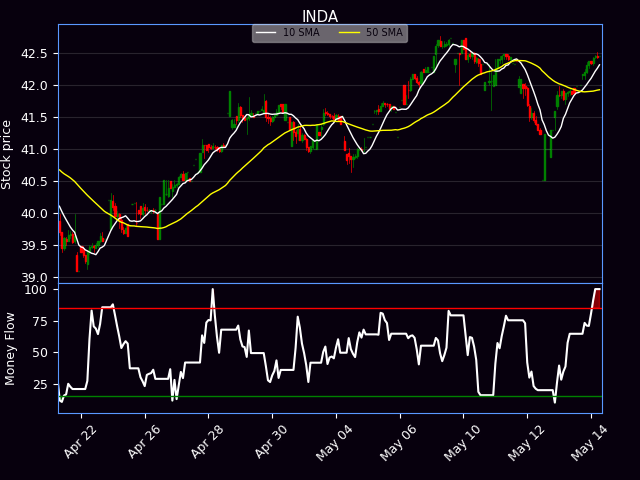 INDA
10 SMA
50 SMA
Stock price
42.5
42.0
41.5
41.0
40.5
40.0
39.5
39.0
Money Flow
100
75
50
25
Apr 22
Apr 26
Apr 28
Apr 30
May 04
May 06
May 10
May 12
May 14